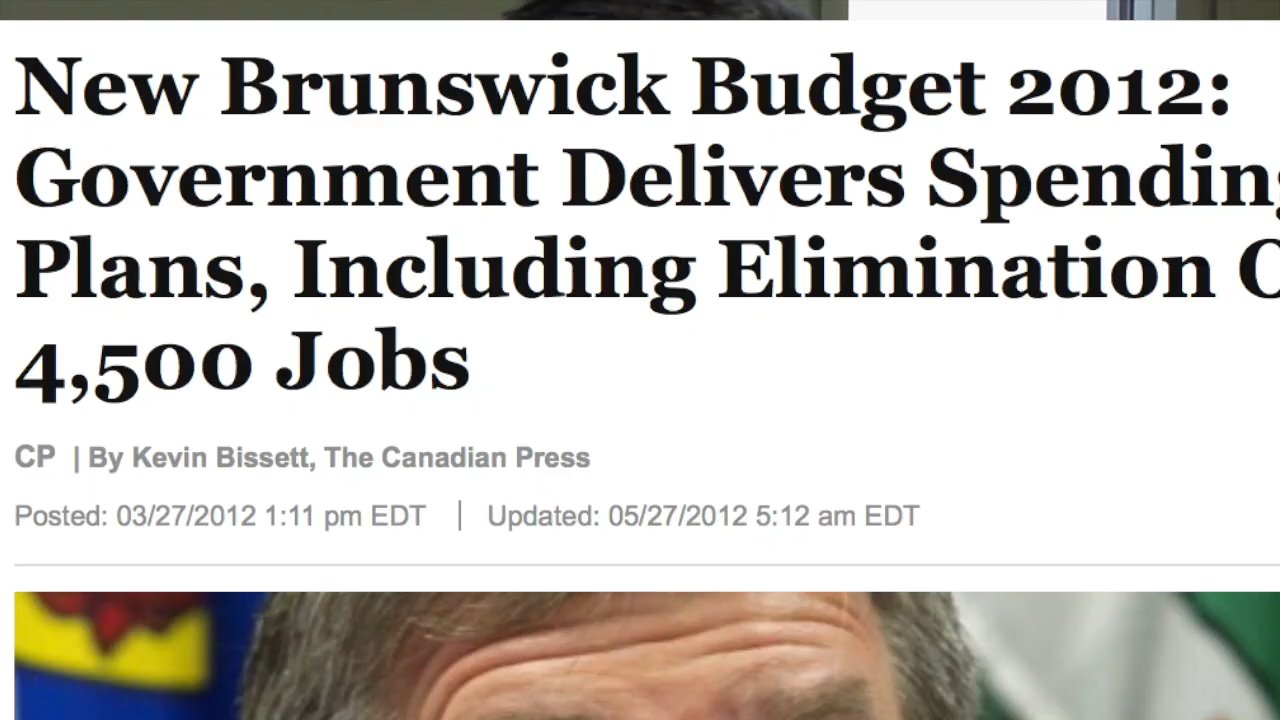 New Brunswick Budget 2012:
Government Delivers Spending
Plans, Including Elimination O
4,500 Jobs
CP | By Kevin Bissett, The Canadian Press
Posted: 03/27/2012 1:11 pm EDT | Updated: 05/27/2012 5:12 am EDT